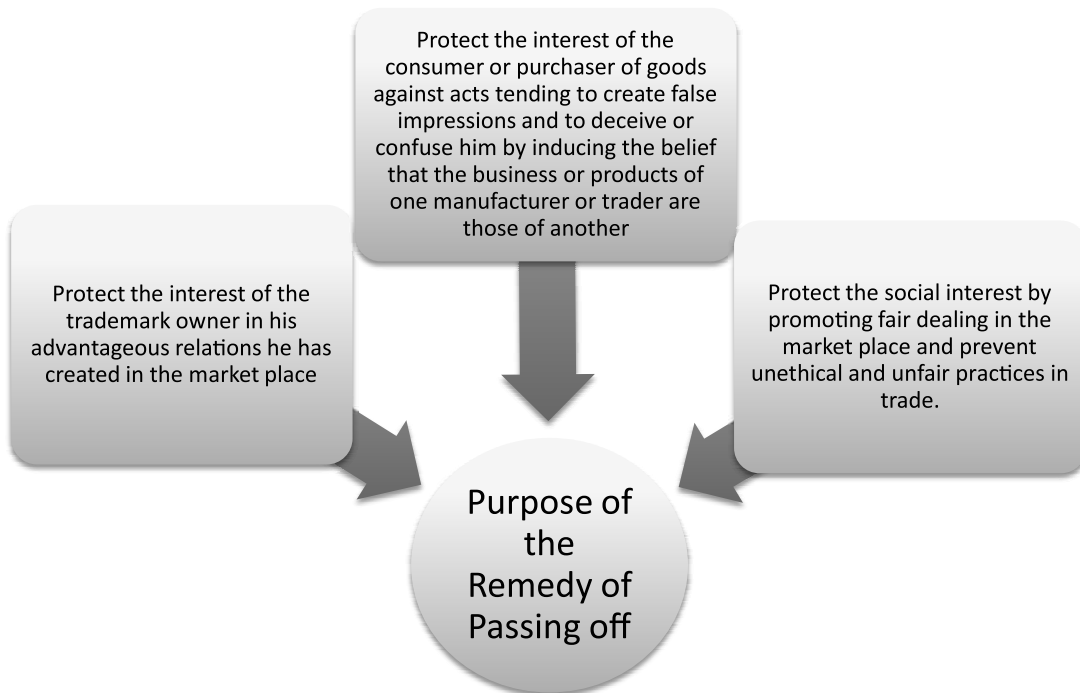 Protect the interest of the
consumer or purchaser of goods
against acts tending to create false
impressions and to deceive or
confuse him by inducing the belief
that the business or products of
one manufacturer or trader are
those of another
Protect the interest of the
trademark owner in his
advantageous relations he has
created in the market place
Protect the social interest by
promoting fair dealing in the
market place and prevent
unethical and unfair practices in
trade.
Purpose of
the
Remedy of
Passing off